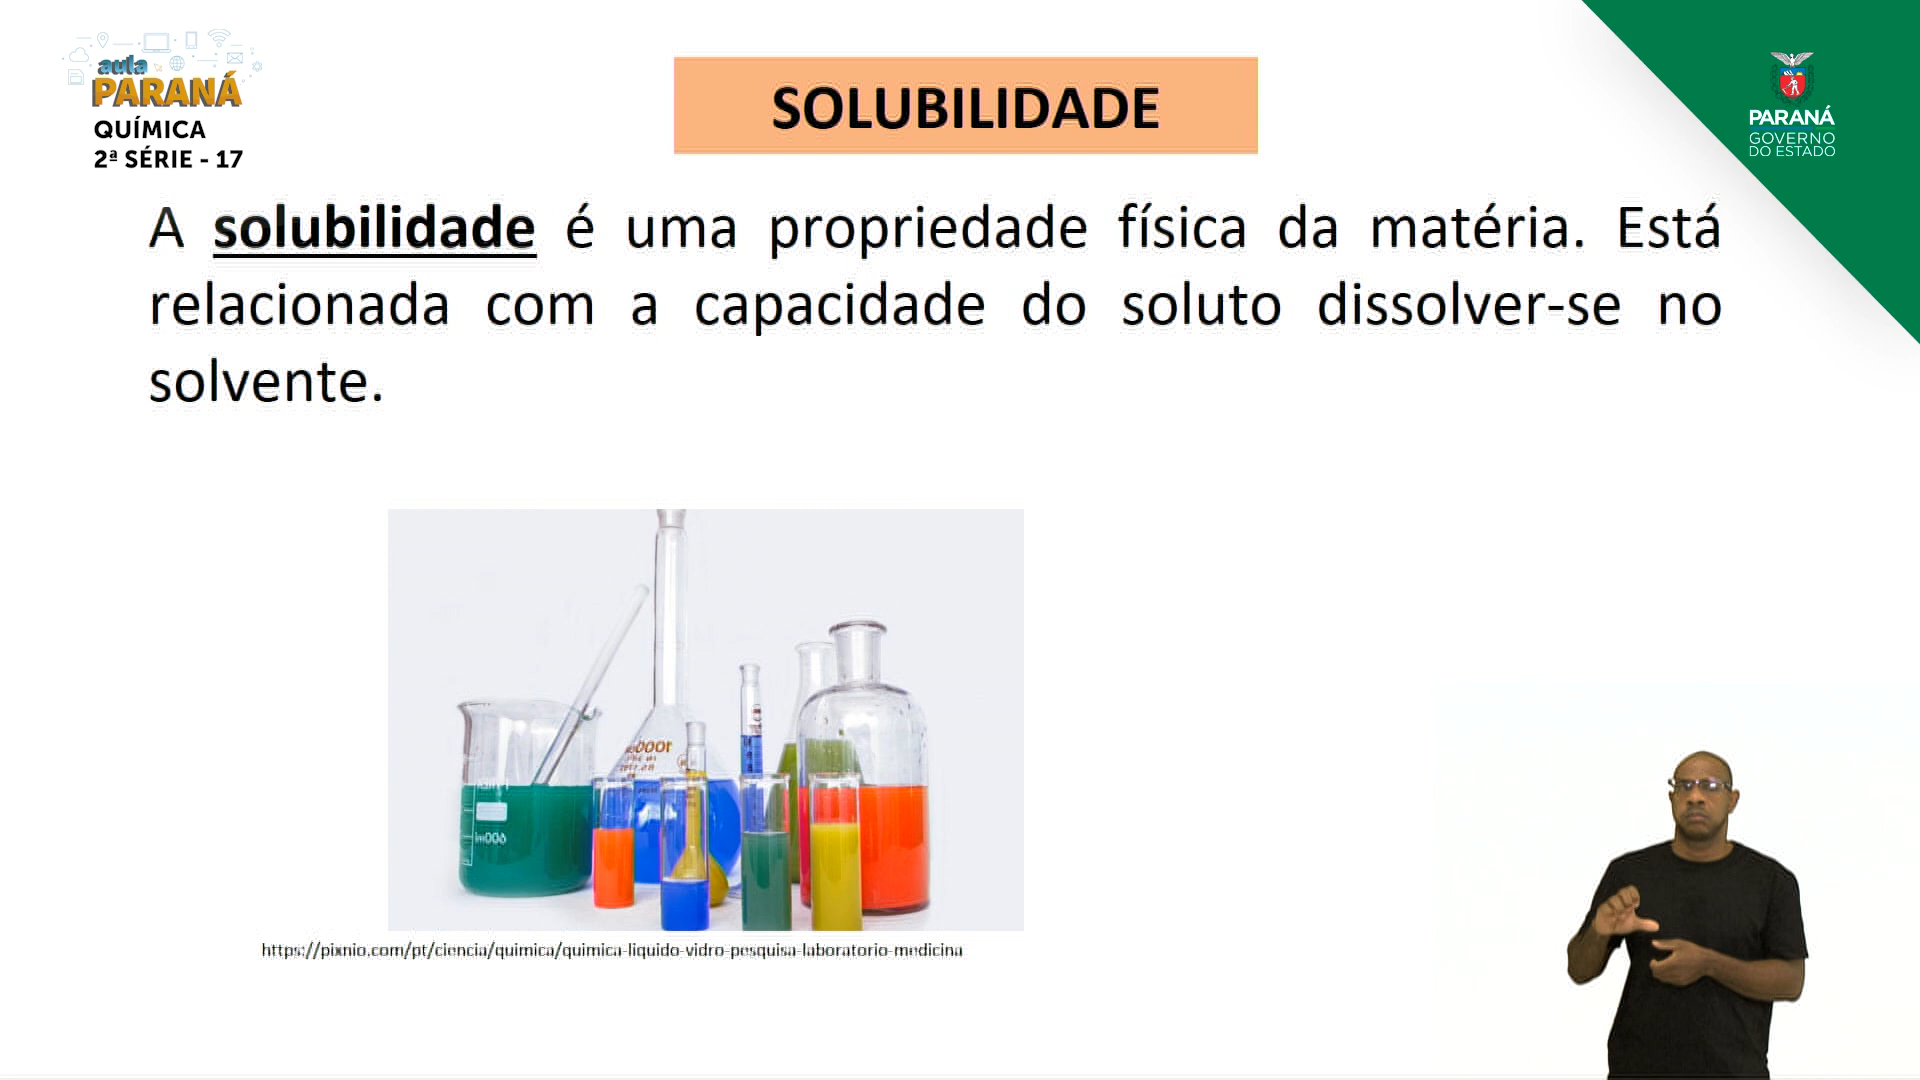 aula
PARANÁ
QUÍMICA
2ª SÉRIE - 17
SOLUBILIDADE
PARANÁ
GOVERNO
DO ESTADO
A solubilidade é uma propriedade física da matéria. Está
relacionada com a capacidade do soluto dissolver-se no
solvente.
https://pixnio.com/pt/ciencia/quimica/quimica-liquido-vidro-pesquisa-laboratorio-medicina